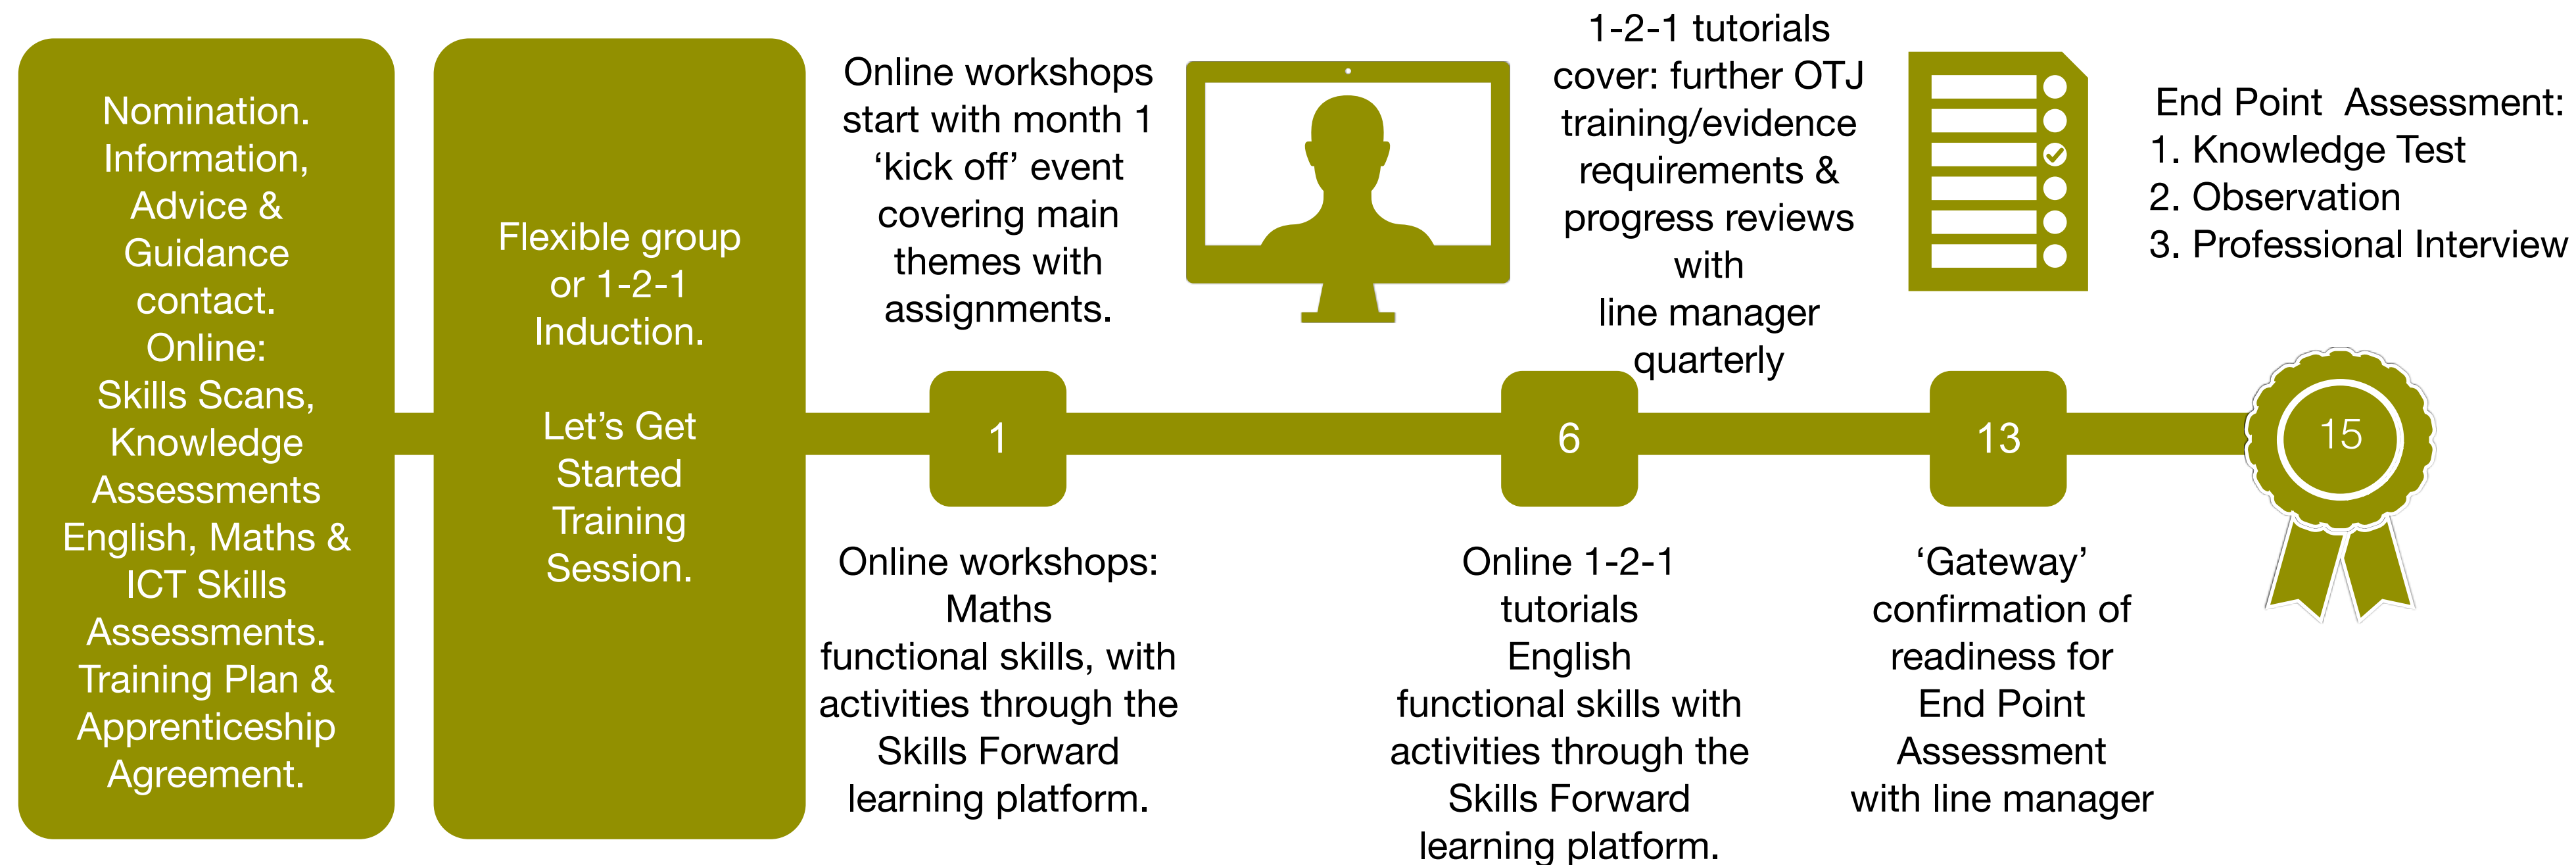 Nomination.
Information,
Advice &
Guidance
contact.
Online:
Skills Scans,
Knowledge
Assessments
English, Maths &
ICT Skills
Assessments.
Training Plan &
Apprenticeship
Agreement.
Flexible group
or 1-2-1
Induction.
Let’s Get
Started
Training
Session.
Online workshops
start with month 1
‘kick off’ event
covering main
themes with
assignments.
1
Online workshops:
Maths
functional skills, with
activities through the
Skills Forward
learning platform.
1-2-1 tutorials
cover: further OTJ
training/evidence
requirements &
progress reviews
with
line manager
quarterly
6
Online 1-2-1
tutorials
English
functional skills with
activities through the
Skills Forward
learning platform.
13
‘Gateway’
confirmation of
readiness for
End Point
Assessment
with line manager
End Point Assessment:
1. Knowledge Test
2. Observation
3. Professional Interview
15